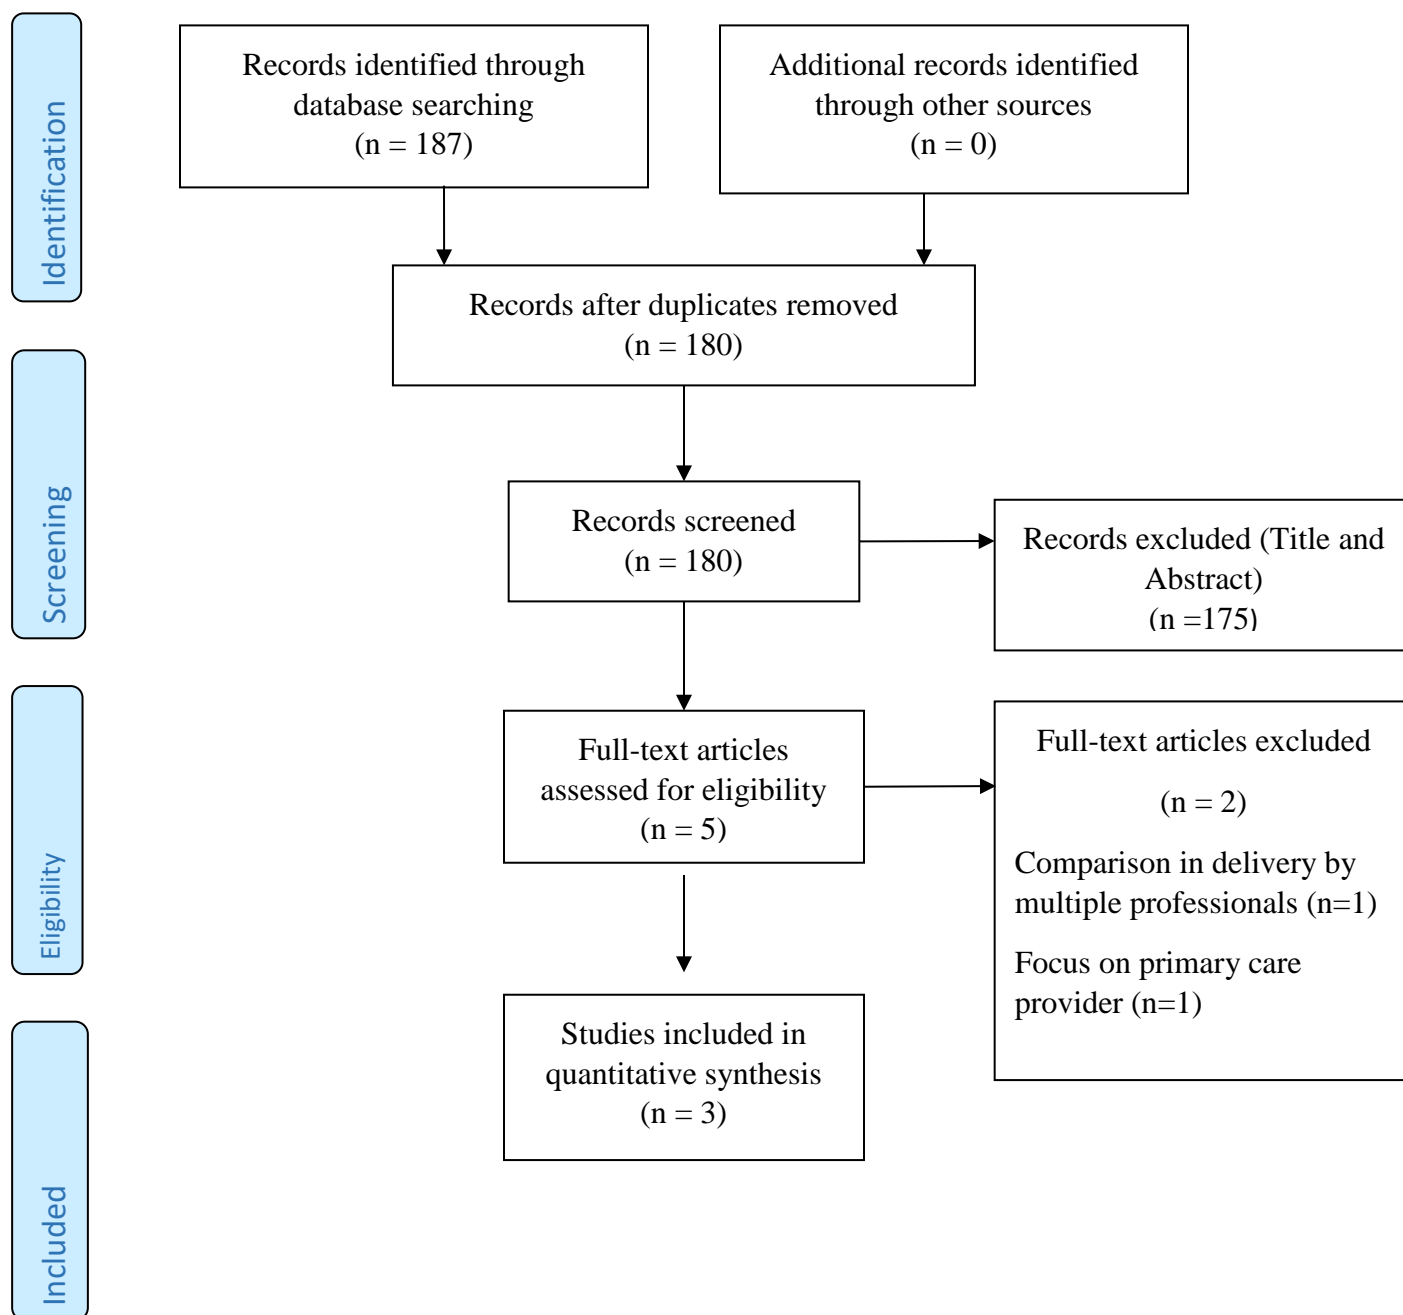 Identification
Records identified through
database searching
(n = 187)
Additional records identified
through other sources
(n = 0)
Records after duplicates removed
(n = 180)
Screening
Records screened
(n = 180)
Records excluded (Title and
Abstract)
(n =175)
Eligibility
Full-text articles
assessed for eligibility
(n = 5)
Full-text articles excluded
(n = 2)
Comparison in delivery by
multiple professionals (n=1)
Focus on primary care
provider (n=1)
Included
Studies included in
quantitative synthesis
(n = 3)